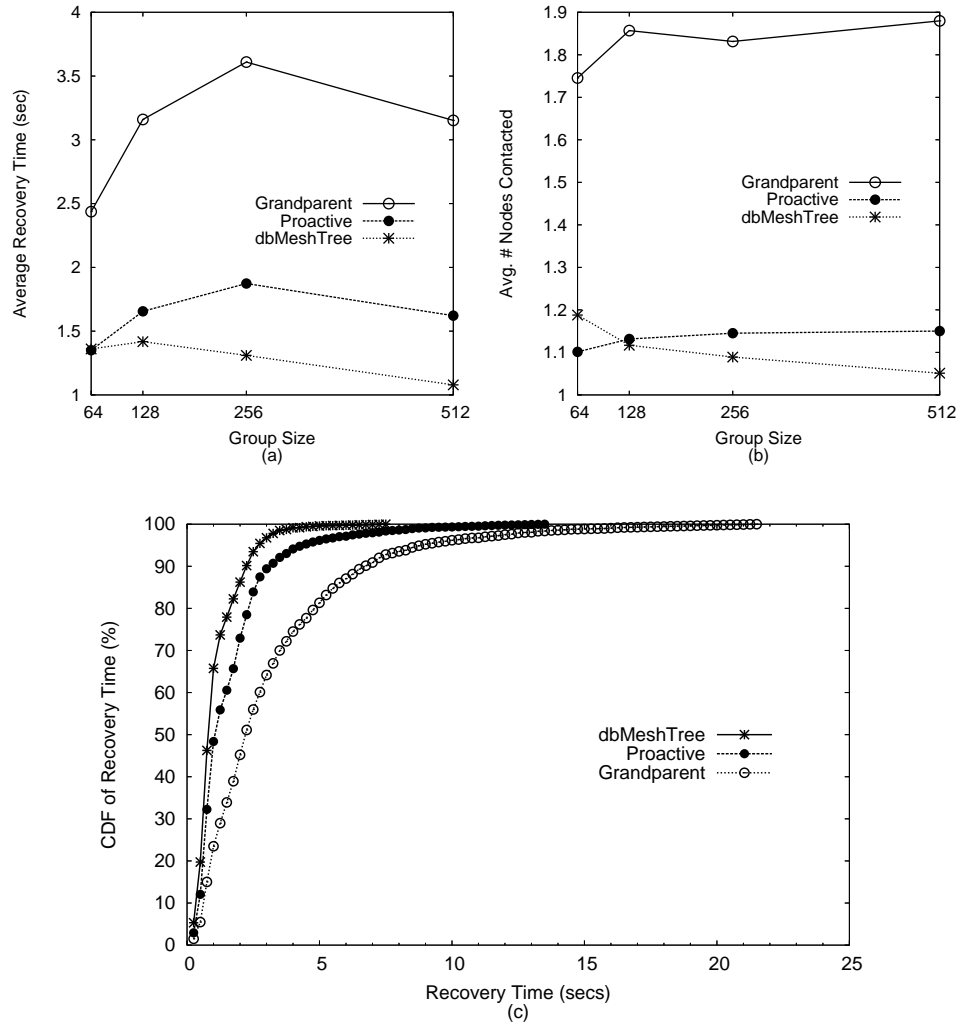 4
3.5
3
2.5
2
1.5
1
64
128
256
512
Average Recovery Time (sec)
Group Size
(a)
Grandparent
Proactive
dbMeshTree
1.9
1.8
1.7
1.6
1.5
1.4
1.3
1.2
1.1
1
64
128
256
512
Avg. # Nodes Contacted
Group Size
(b)
Grandparent
Proactive
dbMeshTree
100
90
80
70
60
50
40
30
20
10
0
0
5
10
15
20
25
CDF of Recovery Time (%)
Recovery Time (secs)
(c)
dbMeshTree
Proactive
Grandparent